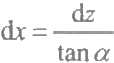 dx = dz / tan α